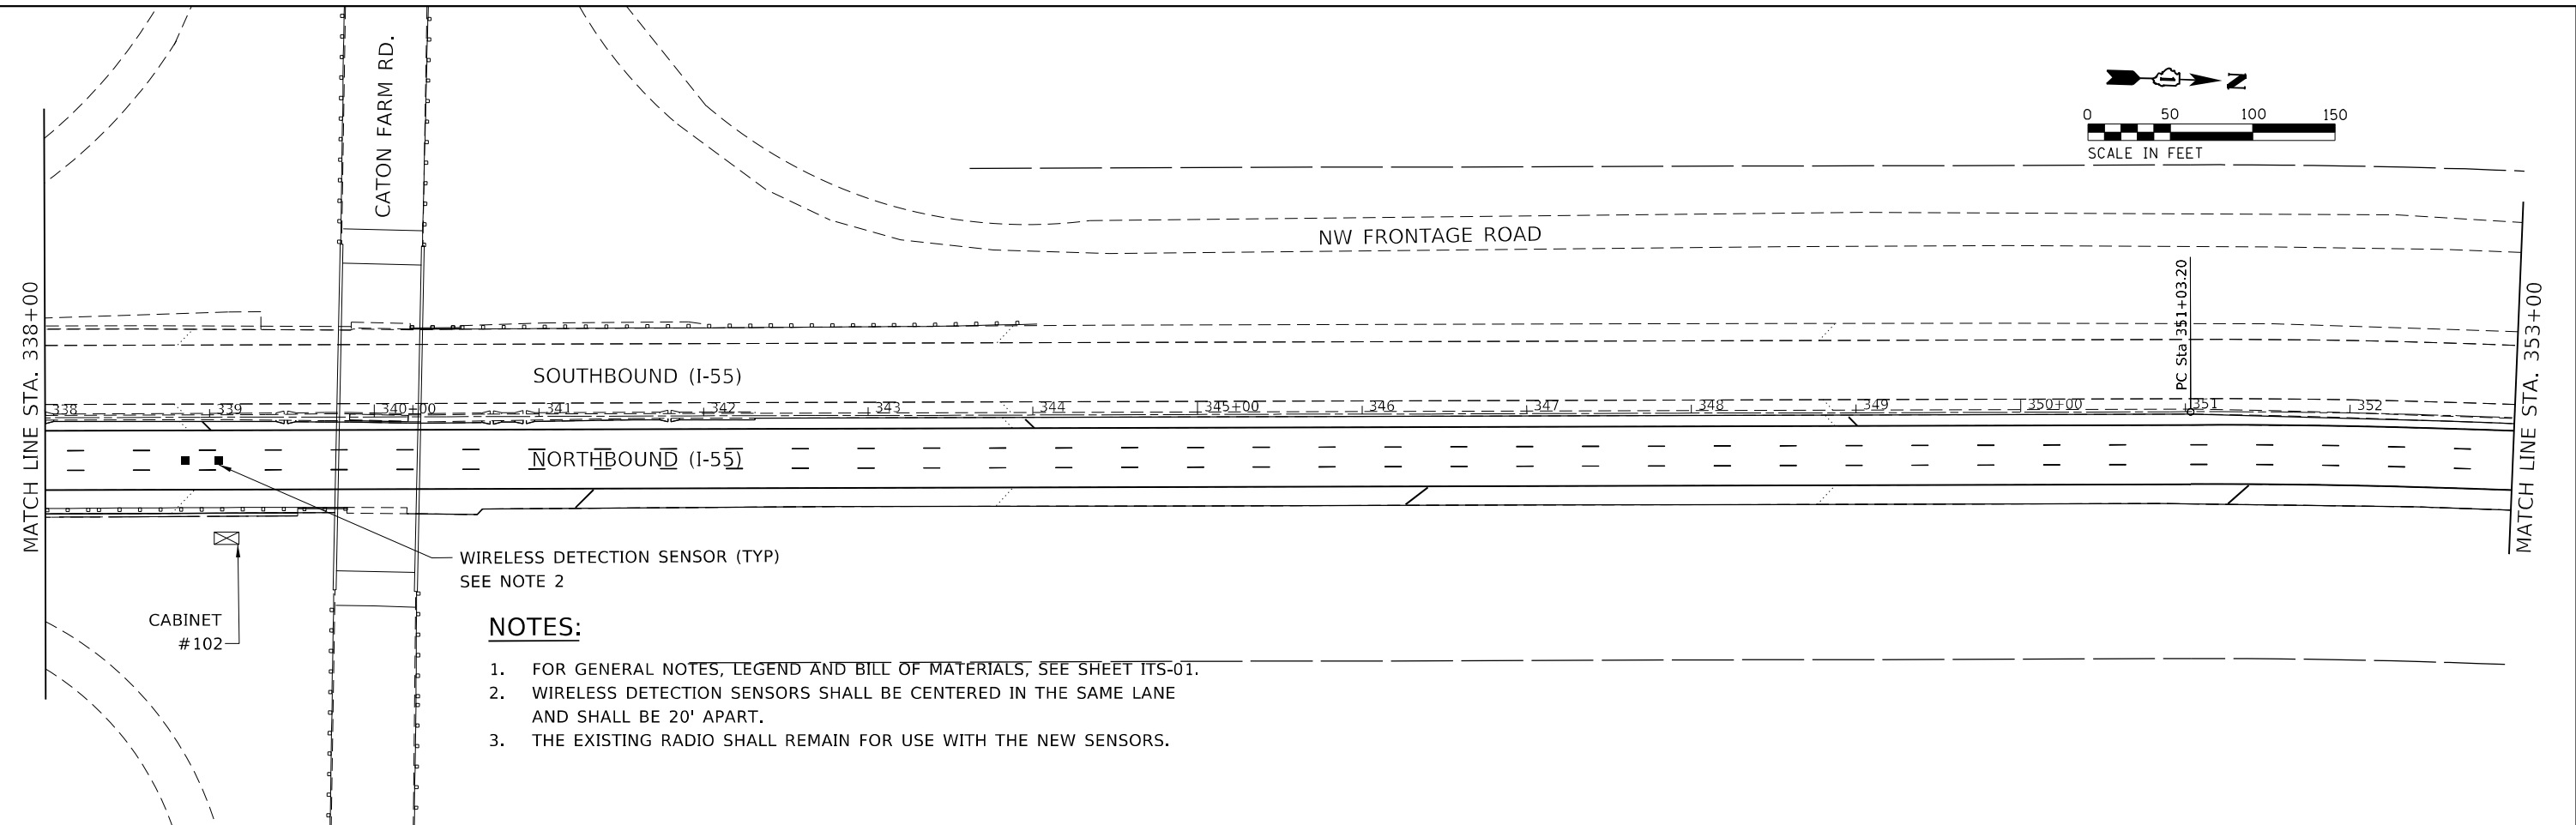 CATON FARM RD.
N
0 50 100 150
SCALE IN FEET
NW FRONTAGE ROAD
PC Sta 351+03.20
MATCH LINE STA. 338+00
MATCH LINE STA. 353+00
SOUTHBOUND (I-55)
338 339 340+00 341 342 343 344 345+00 346 347 348 349 350+00 351 352
NORTHBOUND (I-55)
WIRELESS DETECTION SENSOR (TYP)
SEE NOTE 2
CABINET
#102
NOTES:
1. FOR GENERAL NOTES, LEGEND AND BILL OF MATERIALS, SEE SHEET ITS-01.
2. WIRELESS DETECTION SENSORS SHALL BE CENTERED IN THE SAME LANE
AND SHALL BE 20' APART.
3. THE EXISTING RADIO SHALL REMAIN FOR USE WITH THE NEW SENSORS.